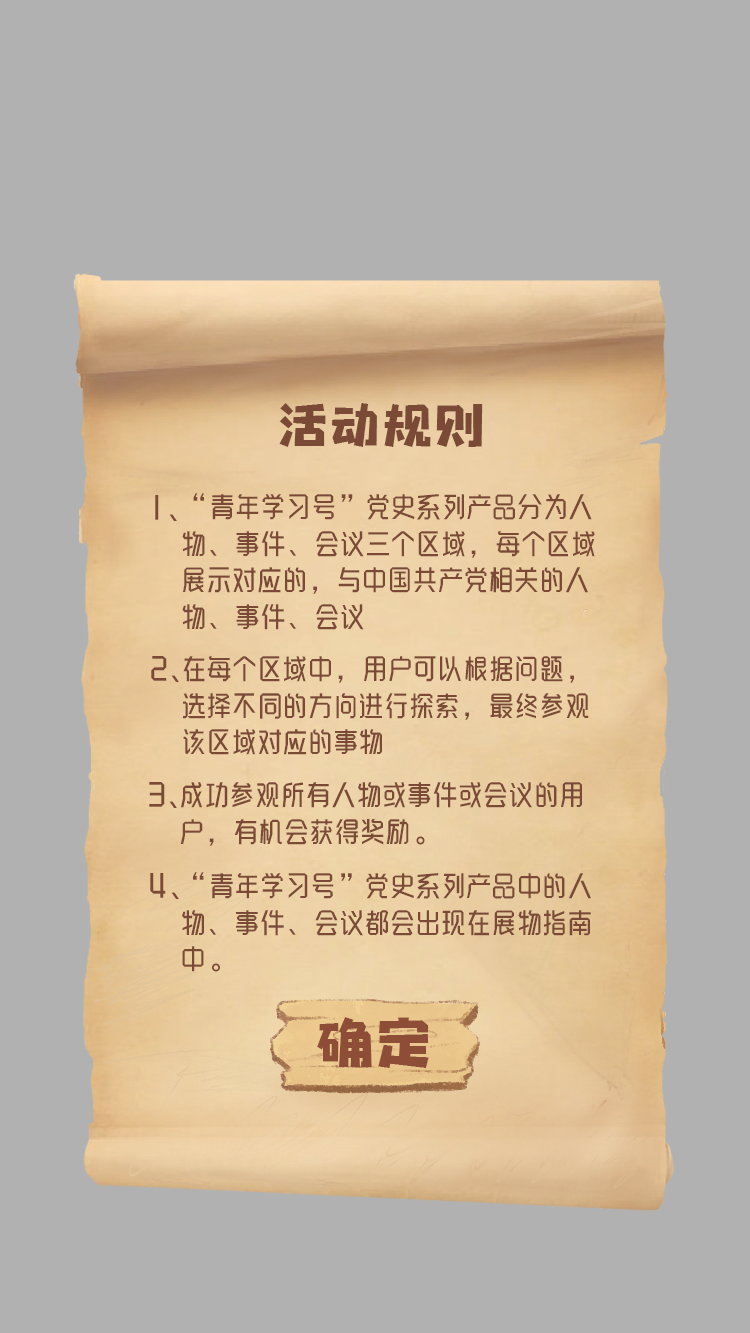 活动规则
1、“青年学习号”党史系列产品分为人
物、事件、会议三个区域，每个区域
展示对应的，与中国共产党相关的人
物、事件、会议
2、在每个区域中，用户可以根据问题，
选择不同的方向进行探索，最终参观
该区域对应的事物
3、成功参观所有人物或事件或会议的用
户，有机会获得奖励。
4、“青年学习号”党史系列产品中的人
物、事件、会议都会出现在展物指南
中。
确定